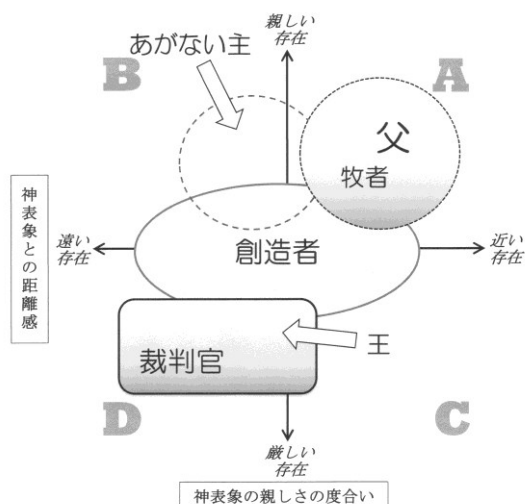 親しい
存在
あがない主
B
A
父
牧者
神表象との距離感
遠い
存在
創造者
近い
存在
裁判官
王
D
C
厳しい
存在
神表象の親しさの度合い